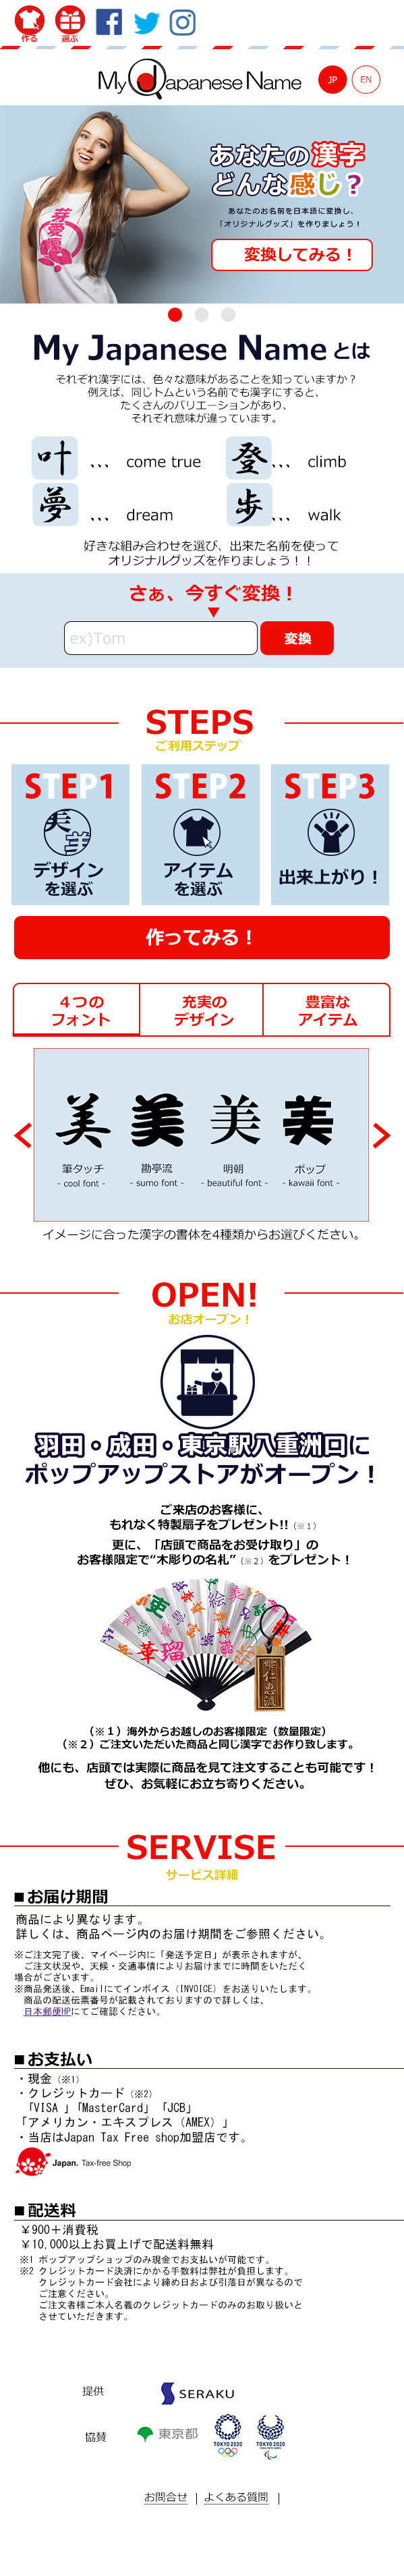 作る 選ぶ
My Japanese Name
JP EN
あなたの漢字
どんな感じ？
あなたのお名前を日本語に変換し、
「オリジナルグッズ」を作りましょう！
変換してみる！
My Japanese Name とは
それぞれ漢字には、色々な意味があることを知っていますか？
例えば、同じトムという名前でも漢字にすると、
たくさんのバリエーションがあり、
それぞれ意味が違っています。
叶 ... come true 登 ... climb
夢 ... dream 歩 ... walk
好きな組み合わせを選び、出来た名前を使って
オリジナルグッズを作りましょう！！
さぁ、今すぐ変換！
ex)Tom 変換
STEPS
ご利用ステップ
STEP1 STEP2 STEP3
美
デザイン
を選ぶ
アイテム
を選ぶ
出来上がり！
作ってみる！
４つの
フォント
充実の
デザイン
豊富な
アイテム
美 美 美 美
筆タッチ 勘亭流 明朝 ポップ
- cool font - - sumo font - - beautiful font - - kawaii font -
イメージに合った漢字の書体を4種類からお選びください。
OPEN!
お店オープン！
羽田・成田・東京駅八重洲口に
ポップアップストアがオープン！
ご来店のお客様に、
もれなく特製扇子をプレゼント!!（※１）
更に、「店頭で商品をお受け取り」の
お客様限定で“木彫りの名札”（※２）をプレゼント！
（※１）海外からお越しのお客様限定（数量限定）
（※２）ご注文いただいた商品と同じ漢字でお作り致します。
他にも、店頭では実際に商品を見て注文することも可能です！
ぜひ、お気軽にお立ち寄りください。
SERVISE
サービス詳細
■お届け期間
商品により異なります。
詳しくは、商品ページ内のお届け期間をご参照ください。
※ご注文完了後、マイページ内に「発送予定日」が表示されますが、
ご注文状況や、天候・交通事情によりお届けまでに時間をいただく
場合がございます。
※商品発送後、Emailにてインボイス（INVOICE）をお送りいたします。
商品の配送伝票番号が記載されておりますので詳しくは、
日本郵便HPにてご確認ください。
■お支払い
・現金（※1）
・クレジットカード（※2）
「VISA 」「MasterCard」 「JCB」
「アメリカン・エキスプレス（AMEX）」
・当店はJapan Tax Free shop加盟店です。
Japan. Tax-free Shop
■配送料
￥900＋消費税
￥10,000以上お買上げで配送料無料
※1 ポップアップショップのみ現金でお支払いが可能です。
※2 クレジットカード決済にかかる手数料は弊社が負担します。
クレジットカード会社により締め日および引落日が異なるので
ご注意ください。
ご注文者様ご本人名義のクレジットカードのみのお取り扱いと
させていただきます。
提供 SERAKU
協賛 東京都 TOKYO 2020 TOKYO 2020
お問合せ | よくある質問 |